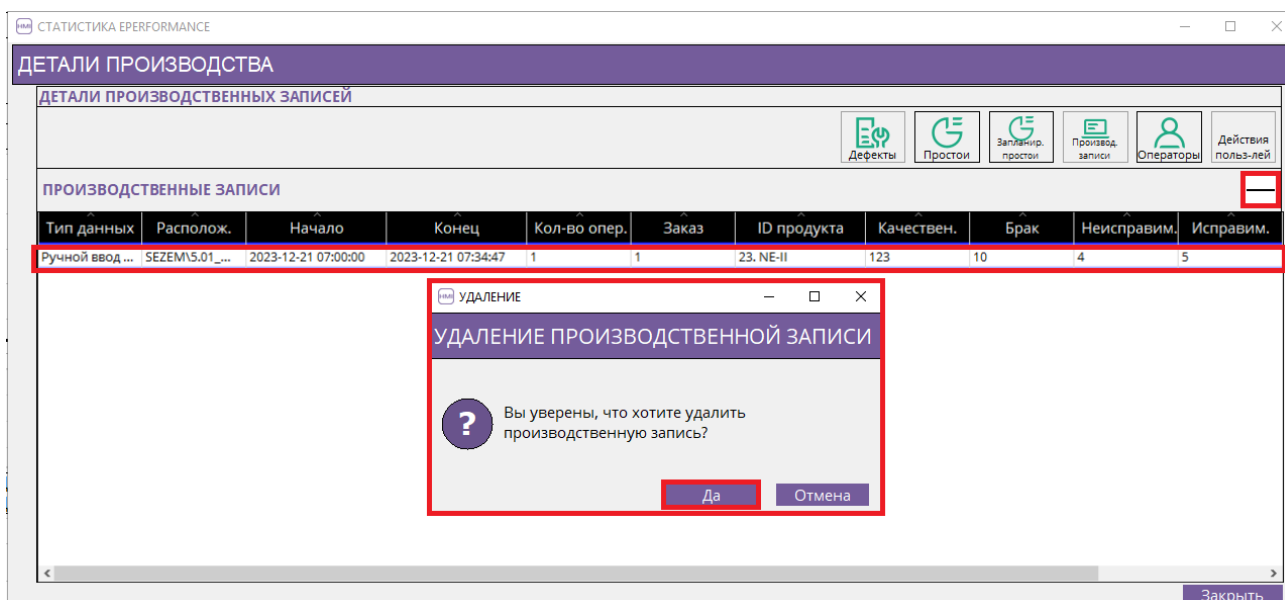 HMI СТАТИСТИКА EPERFORMANCE
ДЕТАЛИ ПРОИЗВОДСТВА
ДЕТАЛИ ПРОИЗВОДСТВЕННЫХ ЗАПИСЕЙ
Дефекты Простои Запланир. простои Производ. записи Операторы Действия польз-лей
ПРОИЗВОДСТВЕННЫЕ ЗАПИСИ
Тип данных Располож. Начало Конец Кол-во опер. Заказ ID продукта Качествен. Брак Неисправим. Исправим.
Ручной ввод ... SEZEM\5.01_... 2023-12-21 07:00:00 2023-12-21 07:34:47 1 1 23. NE-II 123 10 4 5
HMI УДАЛЕНИЕ
УДАЛЕНИЕ ПРОИЗВОДСТВЕННОЙ ЗАПИСИ
? Вы уверены, что хотите удалить
производственную запись?
Да Отмена
Закрыть